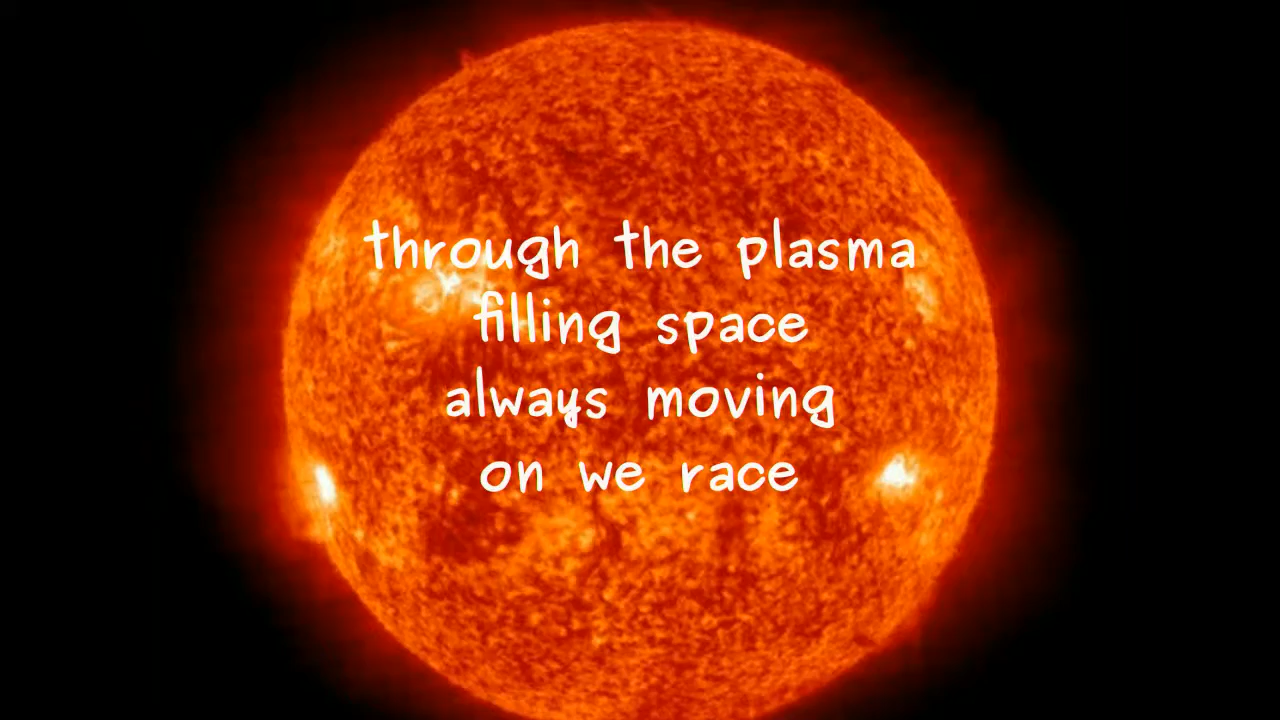 through the plasma
filling space
always moving
on we race